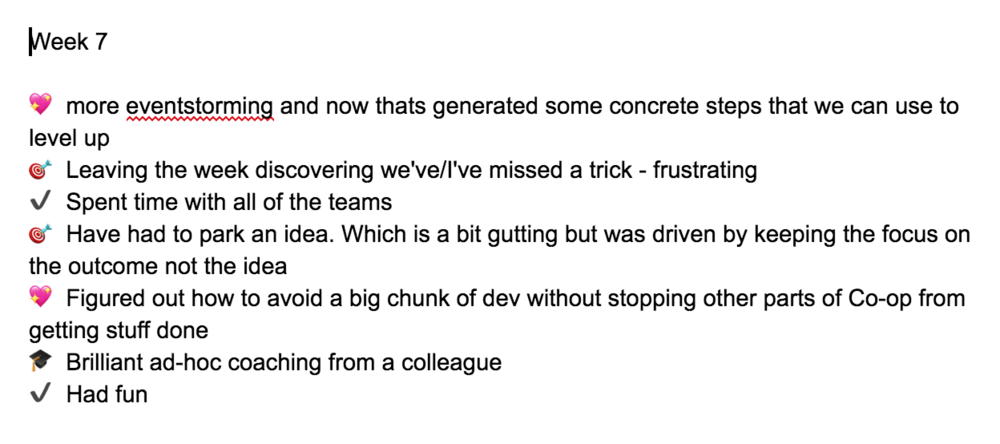 Week 7
💖 more eventstorming and now thats generated some concrete steps that we can use to
level up
🎯 Leaving the week discovering we've/I've missed a trick - frustrating
✔ Spent time with all of the teams
🎯 Have had to park an idea. Which is a bit gutting but was driven by keeping the focus on
the outcome not the idea
💖 Figured out how to avoid a big chunk of dev without stopping other parts of Co-op from
getting stuff done
🎓 Brilliant ad-hoc coaching from a colleague
✔ Had fun